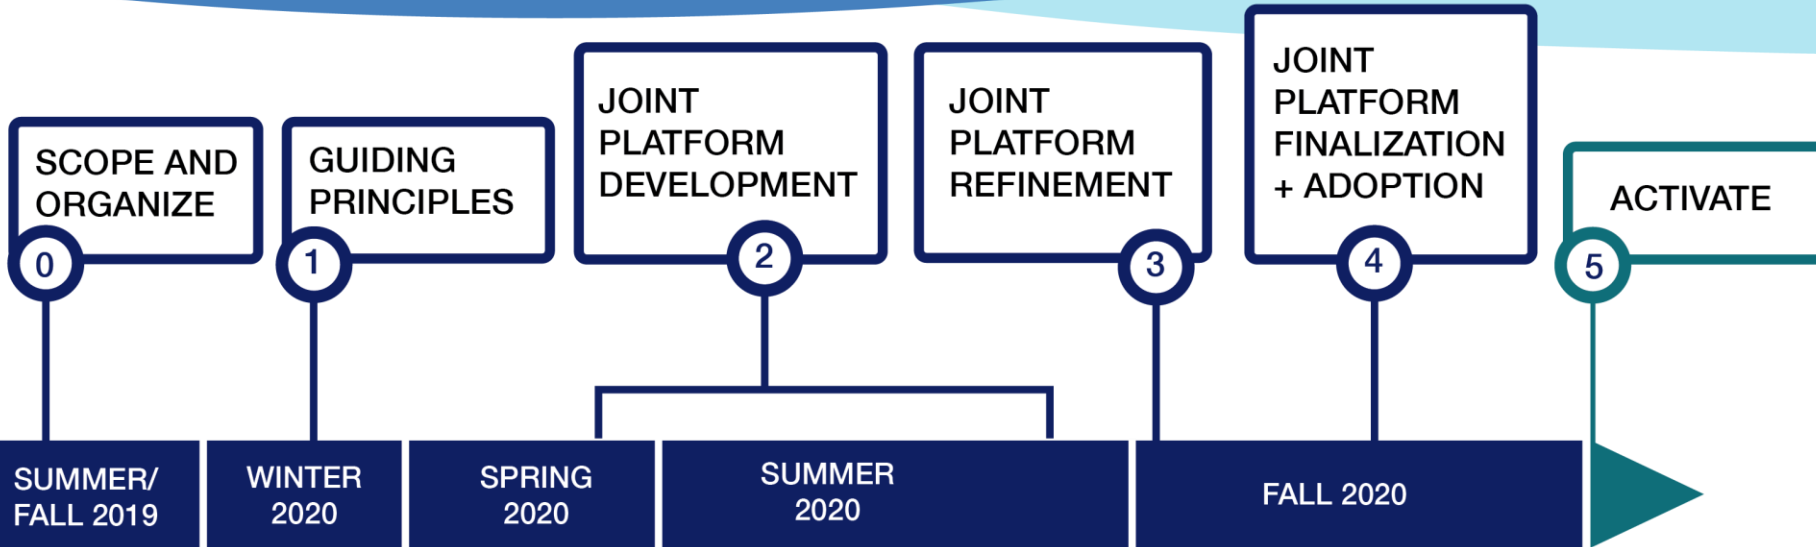 SCOPE AND
ORGANIZE
0
GUIDING
PRINCIPLES
1
JOINT
PLATFORM
DEVELOPMENT
2
JOINT
PLATFORM
REFINEMENT
3
JOINT
PLATFORM
FINALIZATION
+ ADOPTION
4
ACTIVATE
5
SUMMER/
FALL 2019
WINTER
2020
SPRING
2020
SUMMER
2020
FALL 2020